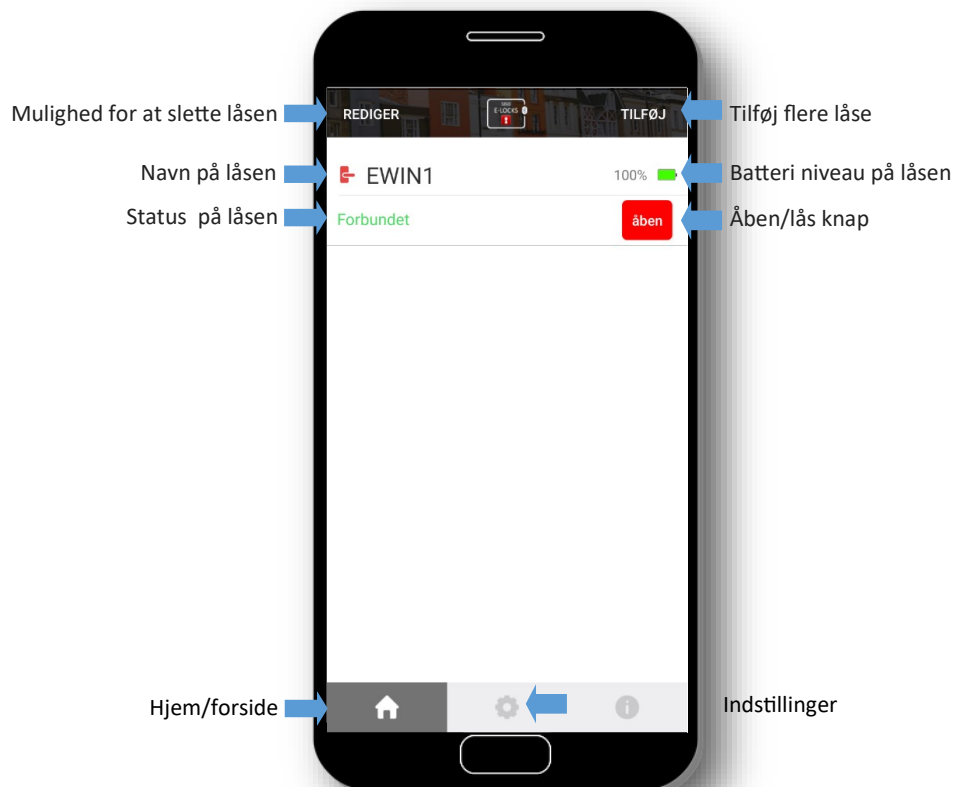 Mulighed for at slette låsen
REDIGER
E-LOCKS
TILFØJ
Tilføj flere låse
Navn på låsen
EWIN1
100%
Batteri niveau på låsen
Status på låsen
Forbundet
åben
Åben/lås knap
Hjem/forside
Indstillinger